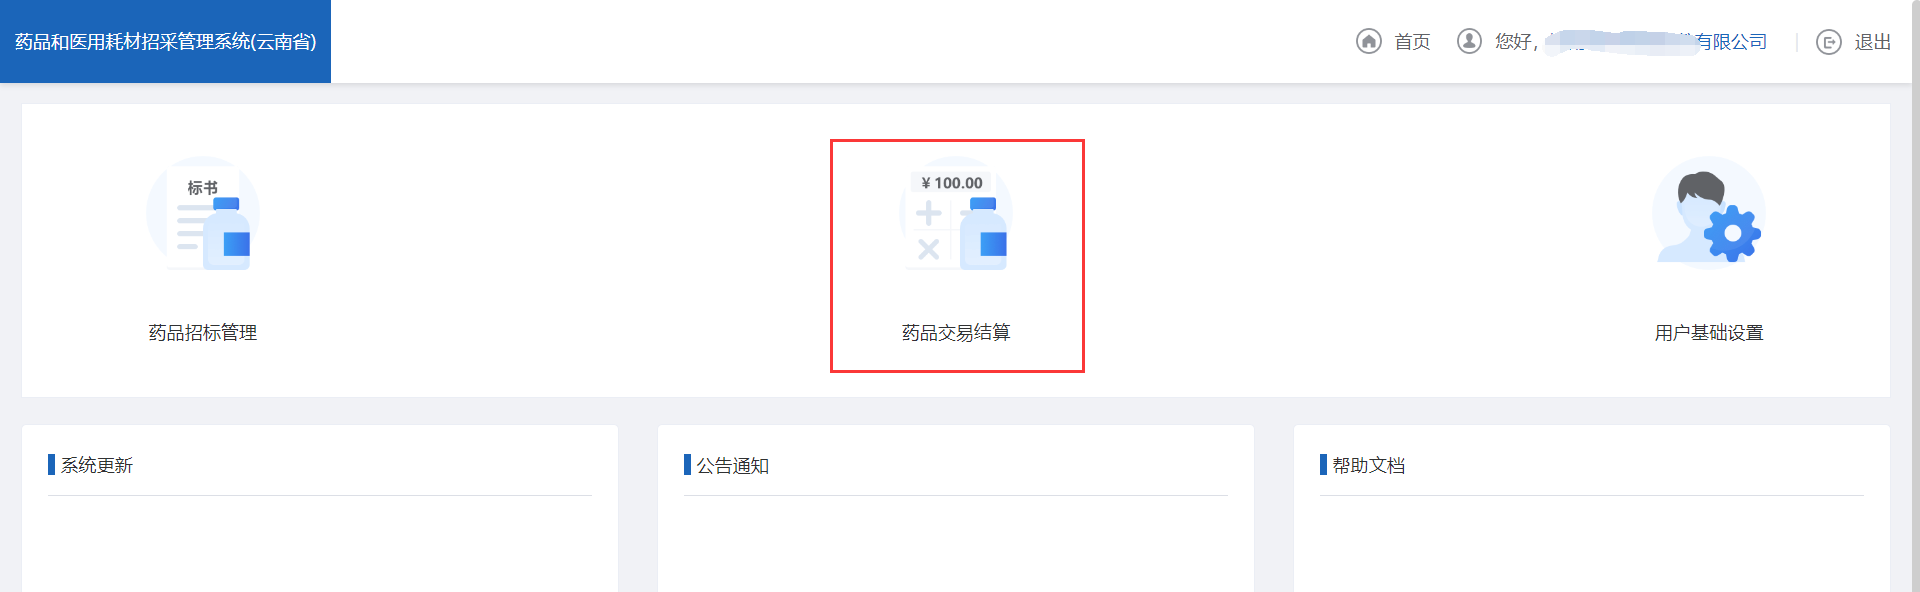 药品和医用耗材招采管理系统(云南省)
首页
您好,
有限公司
退出
标书
¥ 100.00
药品招标管理
药品交易结算
用户基础设置
系统更新
公告通知
帮助文档